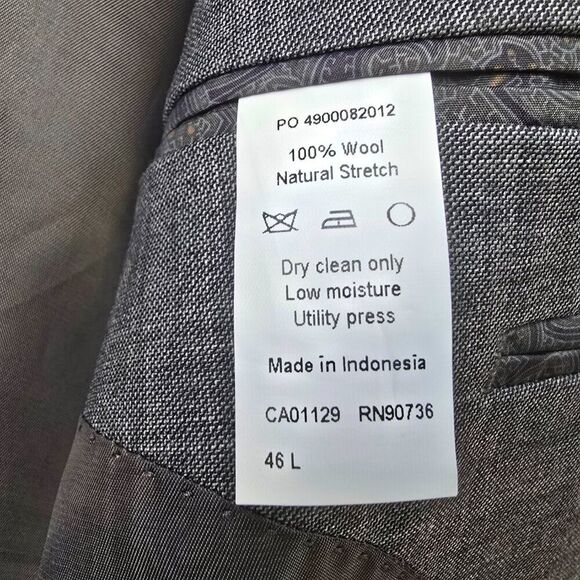 PO 4900082012
100% Wool
Natural Stretch
Dry clean only
Low moisture
Utility press
Made in Indonesia
CA01129 RN90736
46 L